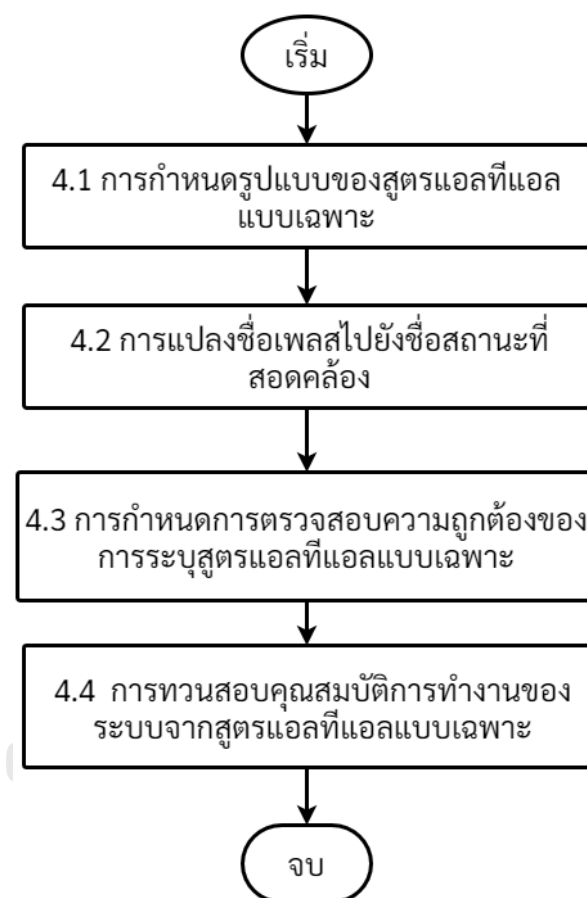 เริ่ม
4.1 การกำหนดรูปแบบของสูตรแอลทีแอล
แบบเฉพาะ
4.2 การแปลงชื่อเพลสไปยังชื่อสถานะที่
สอดคล้อง
4.3 การกำหนดการตรวจสอบความถูกต้องของ
การระบุสูตรแอลทีแอลแบบเฉพาะ
4.4 การทวนสอบคุณสมบัติการทำงานของ
ระบบจากสูตรแอลทีแอลแบบเฉพาะ
จบ